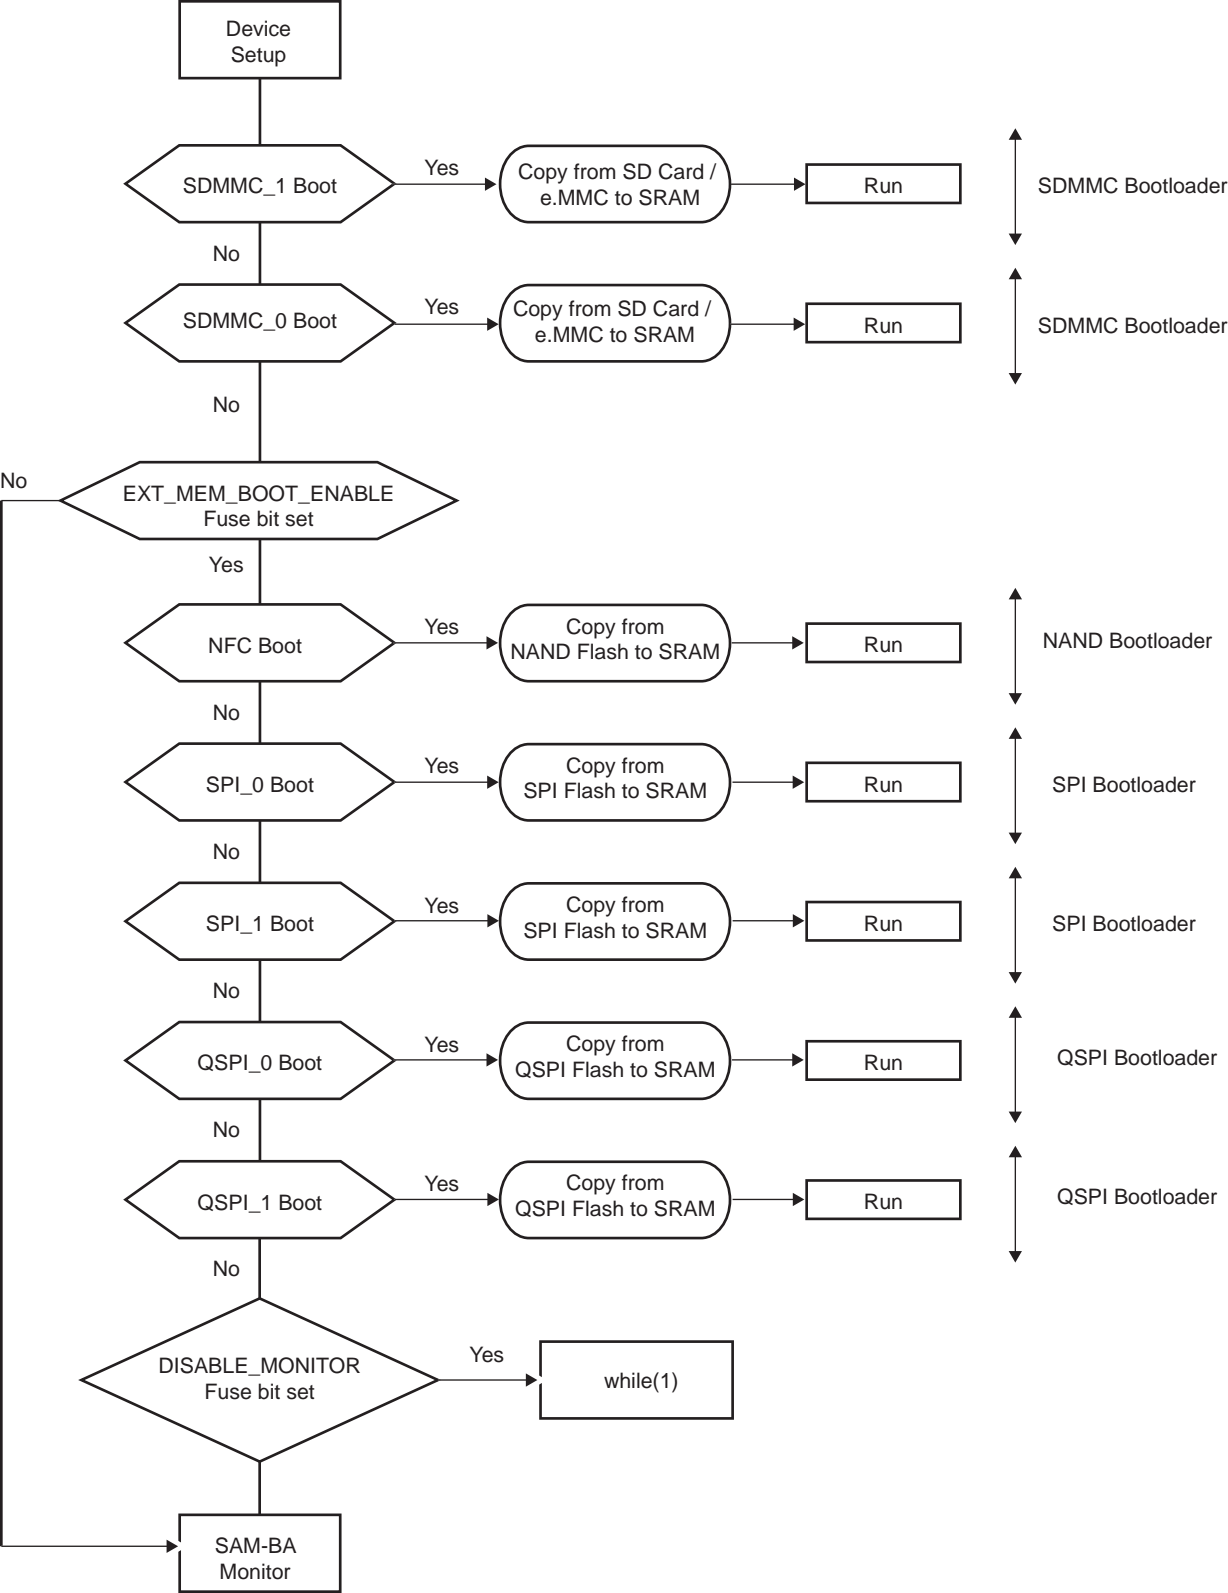 Device
Setup
SDMMC_1 Boot
Yes
Copy from SD Card /
e.MMC to SRAM
Run
SDMMC Bootloader
No
SDMMC_0 Boot
Yes
Copy from SD Card /
e.MMC to SRAM
Run
SDMMC Bootloader
No
No
EXT_MEM_BOOT_ENABLE
Fuse bit set
Yes
NFC Boot
Yes
Copy from
NAND Flash to SRAM
Run
NAND Bootloader
No
SPI_0 Boot
Yes
Copy from
SPI Flash to SRAM
Run
SPI Bootloader
No
SPI_1 Boot
Yes
Copy from
SPI Flash to SRAM
Run
SPI Bootloader
No
QSPI_0 Boot
Yes
Copy from
QSPI Flash to SRAM
Run
QSPI Bootloader
No
QSPI_1 Boot
Yes
Copy from
QSPI Flash to SRAM
Run
QSPI Bootloader
No
DISABLE_MONITOR
Fuse bit set
Yes
while(1)
SAM-BA
Monitor